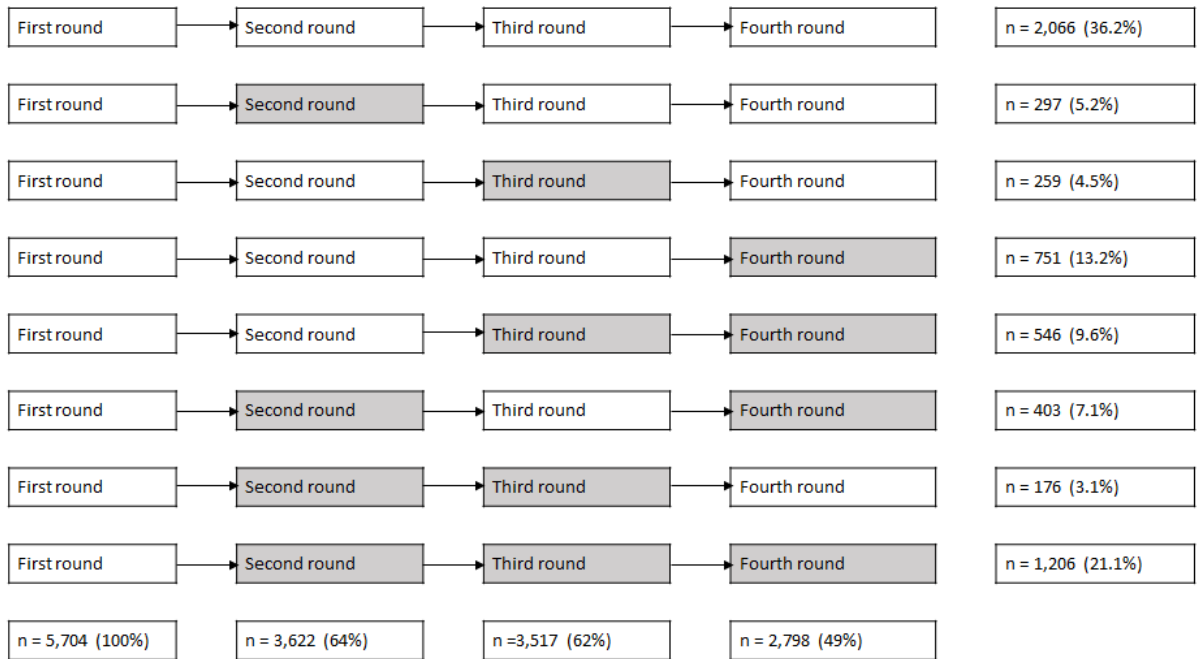 First round Second round Third round Fourth round n = 2,066 (36.2%)
First round Second round Third round Fourth round n = 297 (5.2%)
First round Second round Third round Fourth round n = 259 (4.5%)
First round Second round Third round Fourth round n = 751 (13.2%)
First round Second round Third round Fourth round n = 546 (9.6%)
First round Second round Third round Fourth round n = 403 (7.1%)
First round Second round Third round Fourth round n = 176 (3.1%)
First round Second round Third round Fourth round n = 1,206 (21.1%)
n = 5,704 (100%) n = 3,622 (64%) n =3,517 (62%) n = 2,798 (49%)